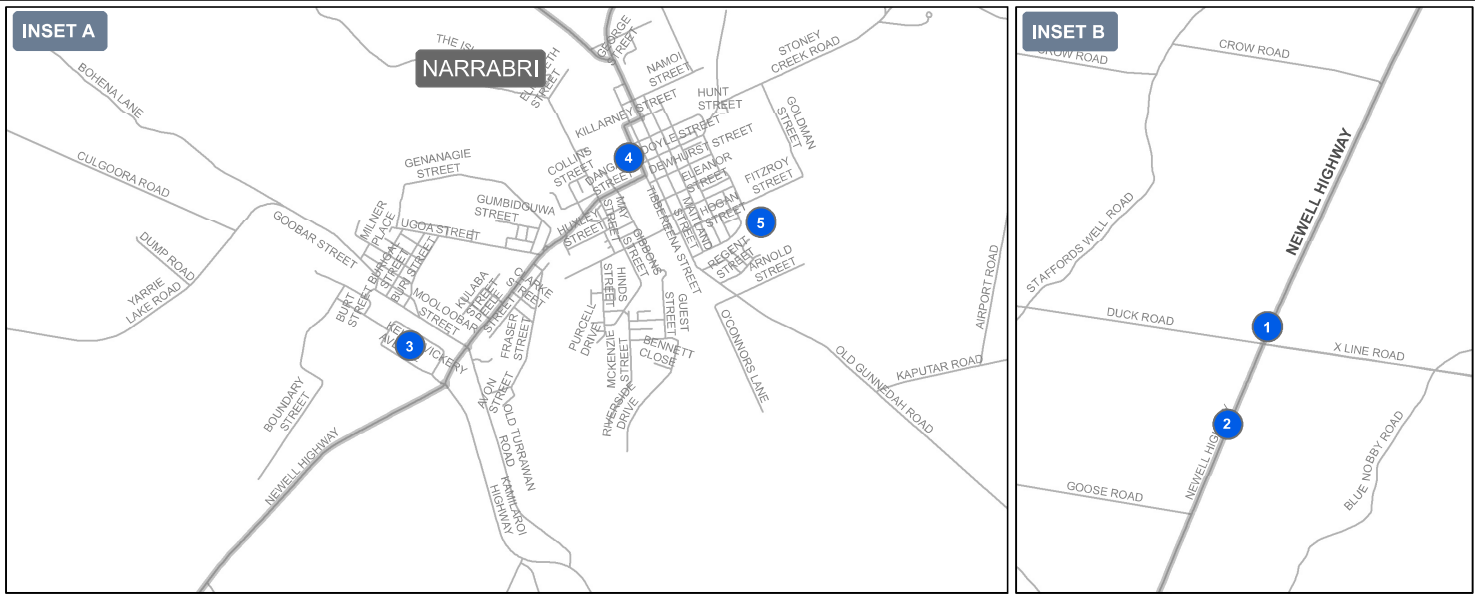 INSET A
NARRABRI
GEORGE
STREET
THE ISL
ELIZABETH
STREET
NAMOI
STREET
STONEY
CREEK ROAD
HUNT
STREET
KILLARNEY STREET
GOLDMAN
STREET
BOHENA LANE
CULGOORA ROAD
GENANAGIE
STREET
COLLINS
STREET
4
DOYLE STREET
DEWHURST STREET
STREET
ELEANOR
STREET
FITZROY
STREET
GUMBIDOUWA
STREET
MILNER
PLACE
UGOA STREET
HUXLEY
STREET
MAY
STREET
GIBBONS
STREET
TIBBEREENA STREET
MAITLAND
STREET
HOGAN
STREET
5
REGENT
STREET
ARNOLD
STREET
GOOBAR STREET
DUMP ROAD
YARRIE
LAKE ROAD
BURIGAL
STREET
STREET
BURT
STREET
MOOLOOBAR
STREET
KULABA
STREET
PEELE
STREET
CLARKE
STREET
FRASER
STREET
HINDS
STREET
PURCELL
DRIVE
GUEST
STREET
MCKENZIE
STREET
BENNETT
CLOSE
O'CONNORS LANE
AIRPORT ROAD
KAPUTAR ROAD
OLD GUNNEDAH ROAD
3
VICKERY
BOUNDARY
STREET
AVON
STREET
RIVERSIDE
DRIVE
OLD TURRAWAN
ROAD
KAMILAROI
HIGHWAY
NEWELL HIGHWAY
INSET B
CROW ROAD
CROW ROAD
NEWELL HIGHWAY
STAFFORDS WELL ROAD
DUCK ROAD
1
X LINE ROAD
2
NEWELL HIGHWAY
GOOSE ROAD
BLUE NOBBY ROAD